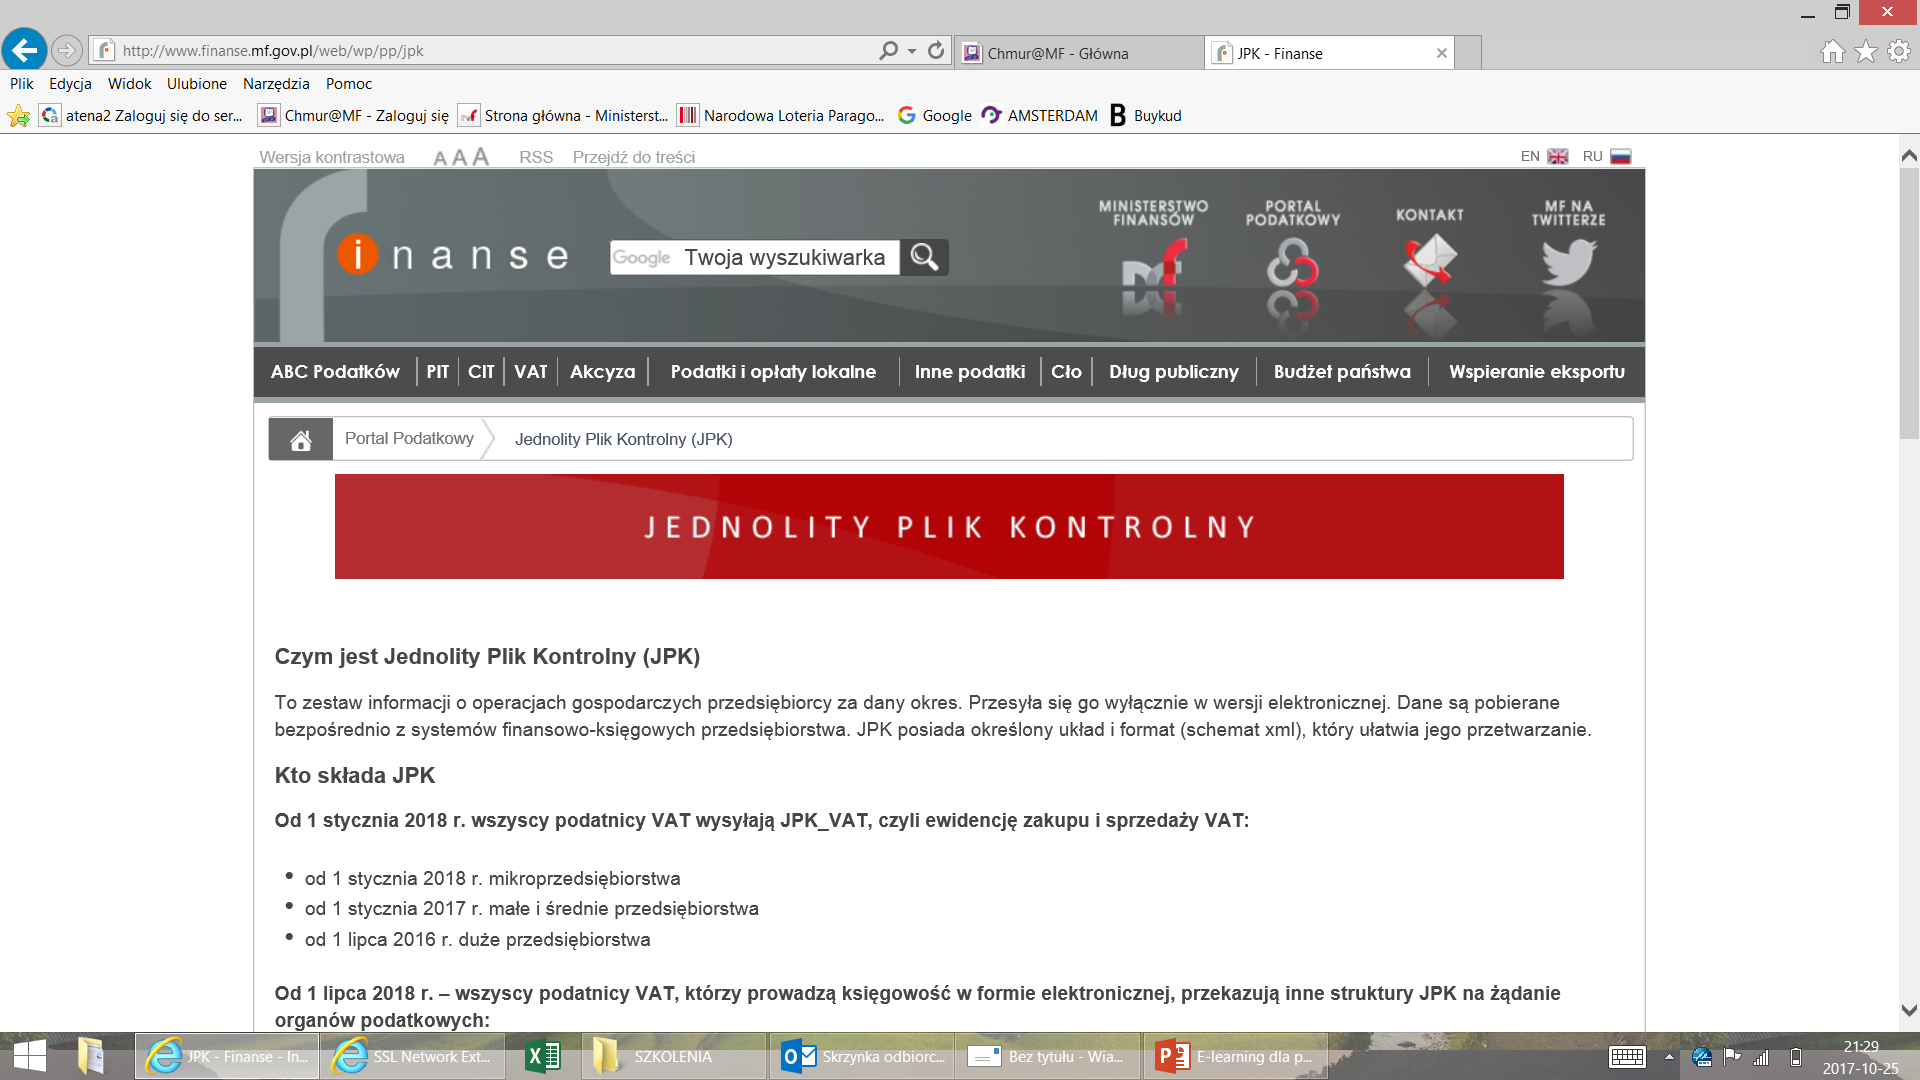 http://www.finanse.mf.gov.pl/web/wp/pp/jpk
Chmur@MF - Główna
JPK - Finanse
Plik Edycja Widok Ulubione Narzędzia Pomoc
atena2 Zaloguj się do ser...
Chmur@MF - Zaloguj się
Strona główna - Ministerst...
Narodowa Loteria Parago...
Google
AMSTERDAM
B Buykud
Wersja kontrastowa A A A RSS Przejdź do treści
EN RU
finanse
Google Twojа wyszukiwarka
MINISTERSTWO FINANSÓW
PORTAL PODATKOWY
KONTAKT
MF NA TWITTERZE
ABC Podatków PIT CIT VAT Akcyza Podatki i opłaty lokalne Inne podatki Cło Dług publiczny Budżet państwa Wspieranie eksportu
Portal Podatkowy Jednolity Plik Kontrolny (JPK)
JEDNOLITY PLIK KONTROLNY
Czym jest Jednolity Plik Kontrolny (JPK)
To zestaw informacji o operacjach gospodarczych przedsiębiorcy za dany okres. Przesyła się go wyłącznie w wersji elektronicznej. Dane są pobierane
bezpośrednio z systemów finansowo-księgowych przedsiębiorstwa. JPK posiada określony układ i format (schemat xml), który ułatwia jego przetwarzanie.
Kto składa JPK
Od 1 stycznia 2018 r. wszyscy podatnicy VAT wysyłają JPK_VAT, czyli ewidencję zakupu i sprzedaży VAT:
• od 1 stycznia 2018 r. mikroprzedsiębiorstwa
• od 1 stycznia 2017 r. małe i średnie przedsiębiorstwa
• od 1 lipca 2016 r. duże przedsiębiorstwa
Od 1 lipca 2018 r. – wszyscy podatnicy VAT, którzy prowadzą księgowość w formie elektronicznej, przekazują inne struktury JPK na żądanie
organów podatkowych:
JPK - Finanse - In...
SSL Network Ext...
SZKOLENIA
Skrzynka odbiorc...
Bez tytułu - Wia...
E-learning dla p...
21:29
2017-10-25